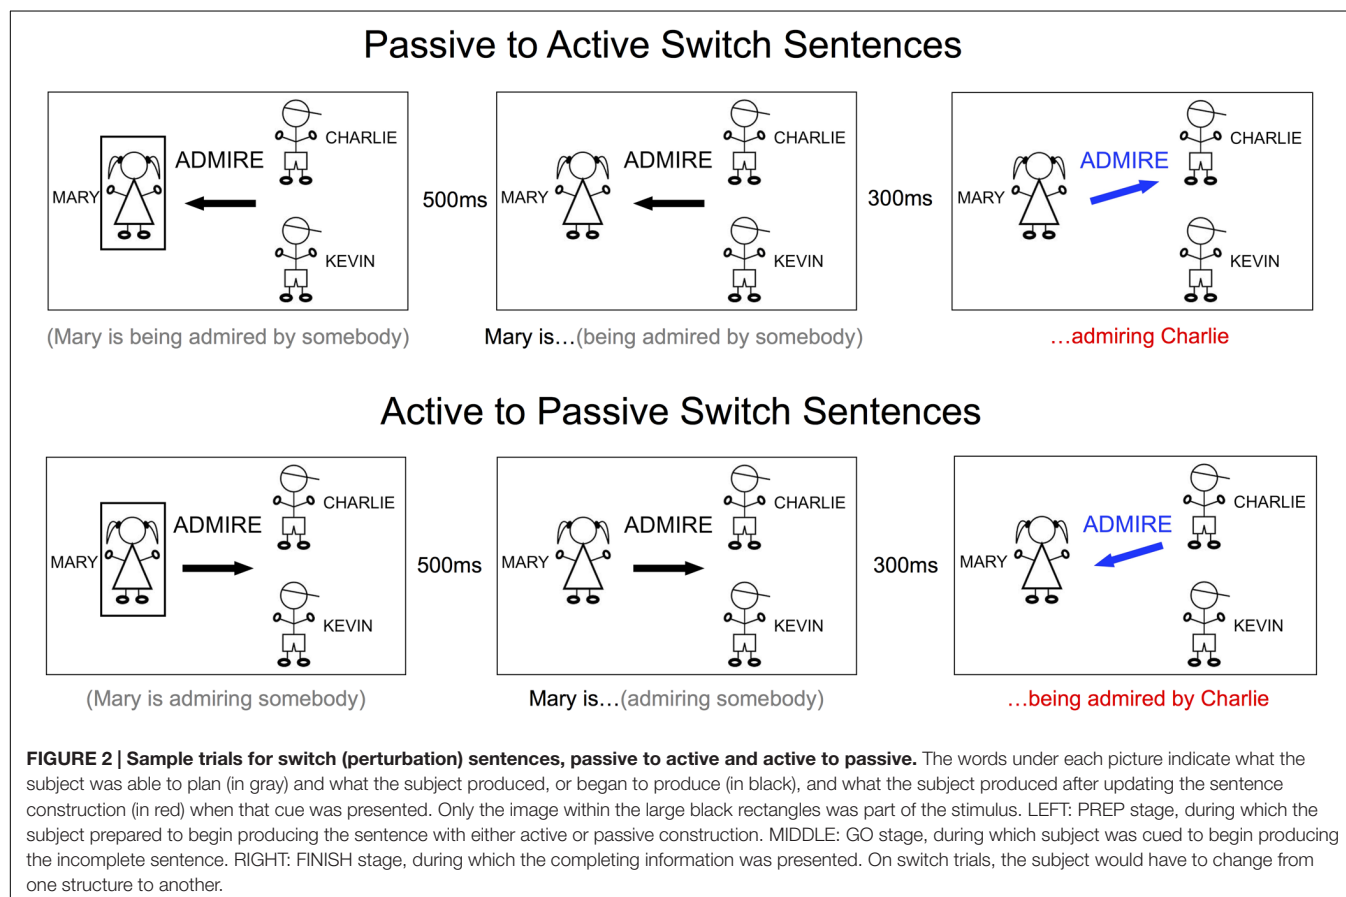 Passive to Active Switch Sentences
MARY
ADMIRE
CHARLIE
KEVIN
500ms
MARY
ADMIRE
CHARLIE
KEVIN
300ms
MARY
ADMIRE
CHARLIE
KEVIN
(Mary is being admired by somebody)
Mary is…(being admired by somebody)
…admiring Charlie
Active to Passive Switch Sentences
MARY
ADMIRE
CHARLIE
KEVIN
500ms
MARY
ADMIRE
CHARLIE
KEVIN
300ms
MARY
ADMIRE
CHARLIE
KEVIN
(Mary is admiring somebody)
Mary is…(admiring somebody)
…being admired by Charlie
FIGURE 2 | Sample trials for switch (perturbation) sentences, passive to active and active to passive. The words under each picture indicate what the
subject was able to plan (in gray) and what the subject produced, or began to produce (in black), and what the subject produced after updating the sentence
construction (in red) when that cue was presented. Only the image within the large black rectangles was part of the stimulus. LEFT: PREP stage, during which the
subject prepared to begin producing the sentence with either active or passive construction. MIDDLE: GO stage, during which subject was cued to begin producing
the incomplete sentence. RIGHT: FINISH stage, during which the completing information was presented. On switch trials, the subject would have to change from
one structure to another.